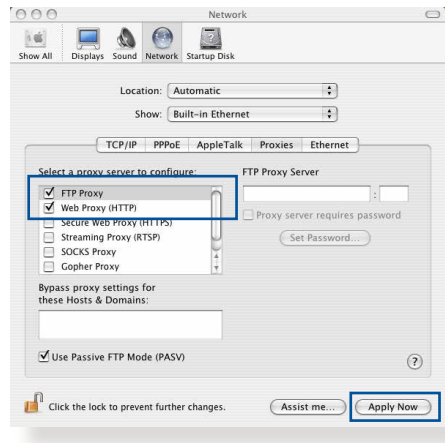 Network
Show All Displays Sound Network Startup Disk
Location: Automatic
Show: Built-in Ethernet
TCP/IP PPPoE AppleTalk Proxies Ethernet
Select a proxy server to configure: FTP Proxy Server
FTP Proxy
Web Proxy (HTTP) :
Secure Web Proxy (HTTPS) Proxy server requires password
Streaming Proxy (RTSP) Set Password...
SOCKS Proxy
Gopher Proxy
Bypass proxy settings for
these Hosts & Domains:
Use Passive FTP Mode (PASV) ?
Click the lock to prevent further changes. Assist me... Apply Now